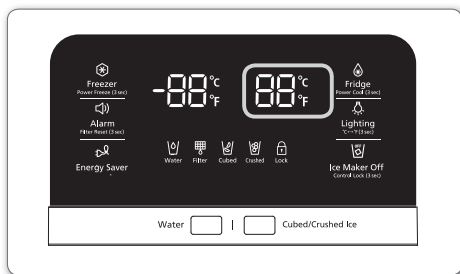 Freezer
Power Freeze (3 sec)
Alarm
Filter Reset (3 sec)
Energy Saver
-88 °C °F
88 °C °F
Fridge
Power Cool (3 sec)
Lighting
°C↔°F(3 sec)
OFF
Ice Maker Off
Control Lock (3 sec)
Water Filter Cubed Crushed Lock
Water | Cubed/Crushed Ice